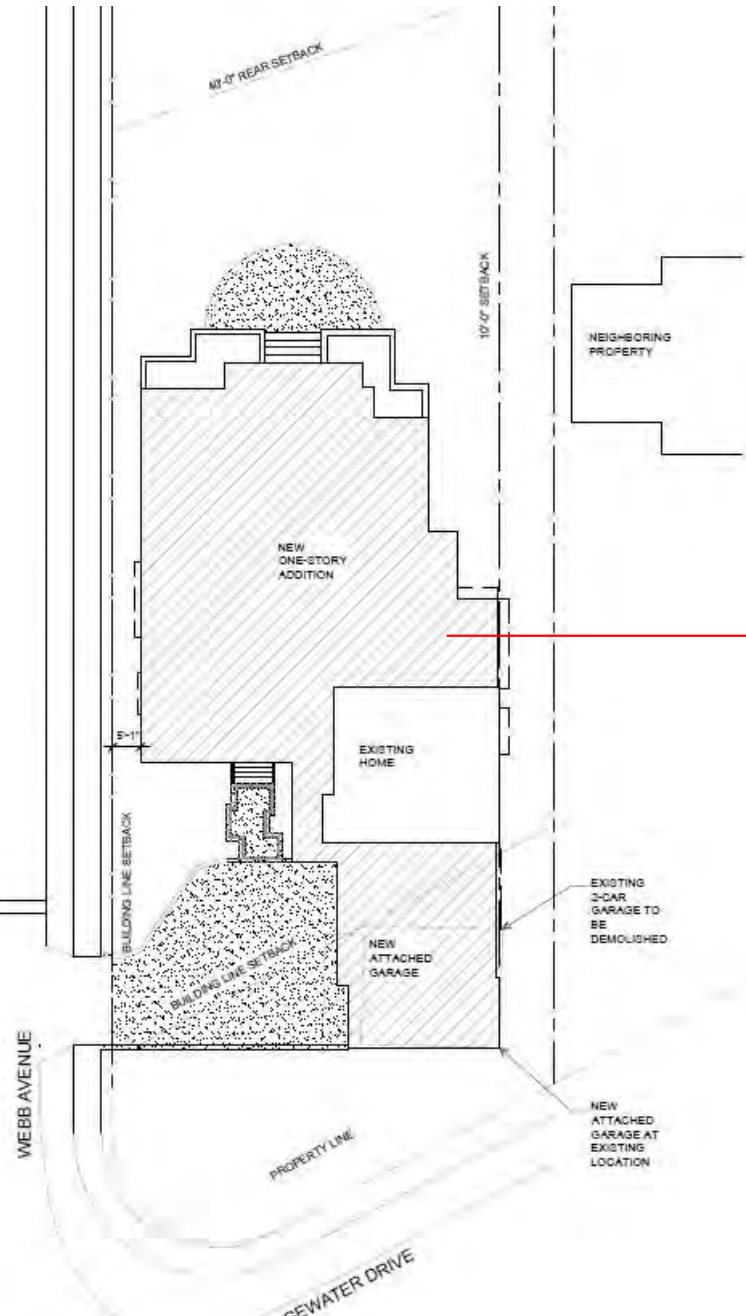 40'-0" REAR SETBACK
10'-0" SETBACK
NEIGHBORING
PROPERTY
NEW
ONE-STORY
ADDITION
5'-1"
EXISTING
HOME
BUILDING LINE SETBACK
BUILDING LINE SETBACK
NEW
ATTACHED
GARAGE
EXISTING
2-CAR
GARAGE TO
BE
DEMOLISHED
WEBB AVENUE
NEW
ATTACHED
GARAGE AT
EXISTING
LOCATION
PROPERTY LINE
GEWATER DRIVE